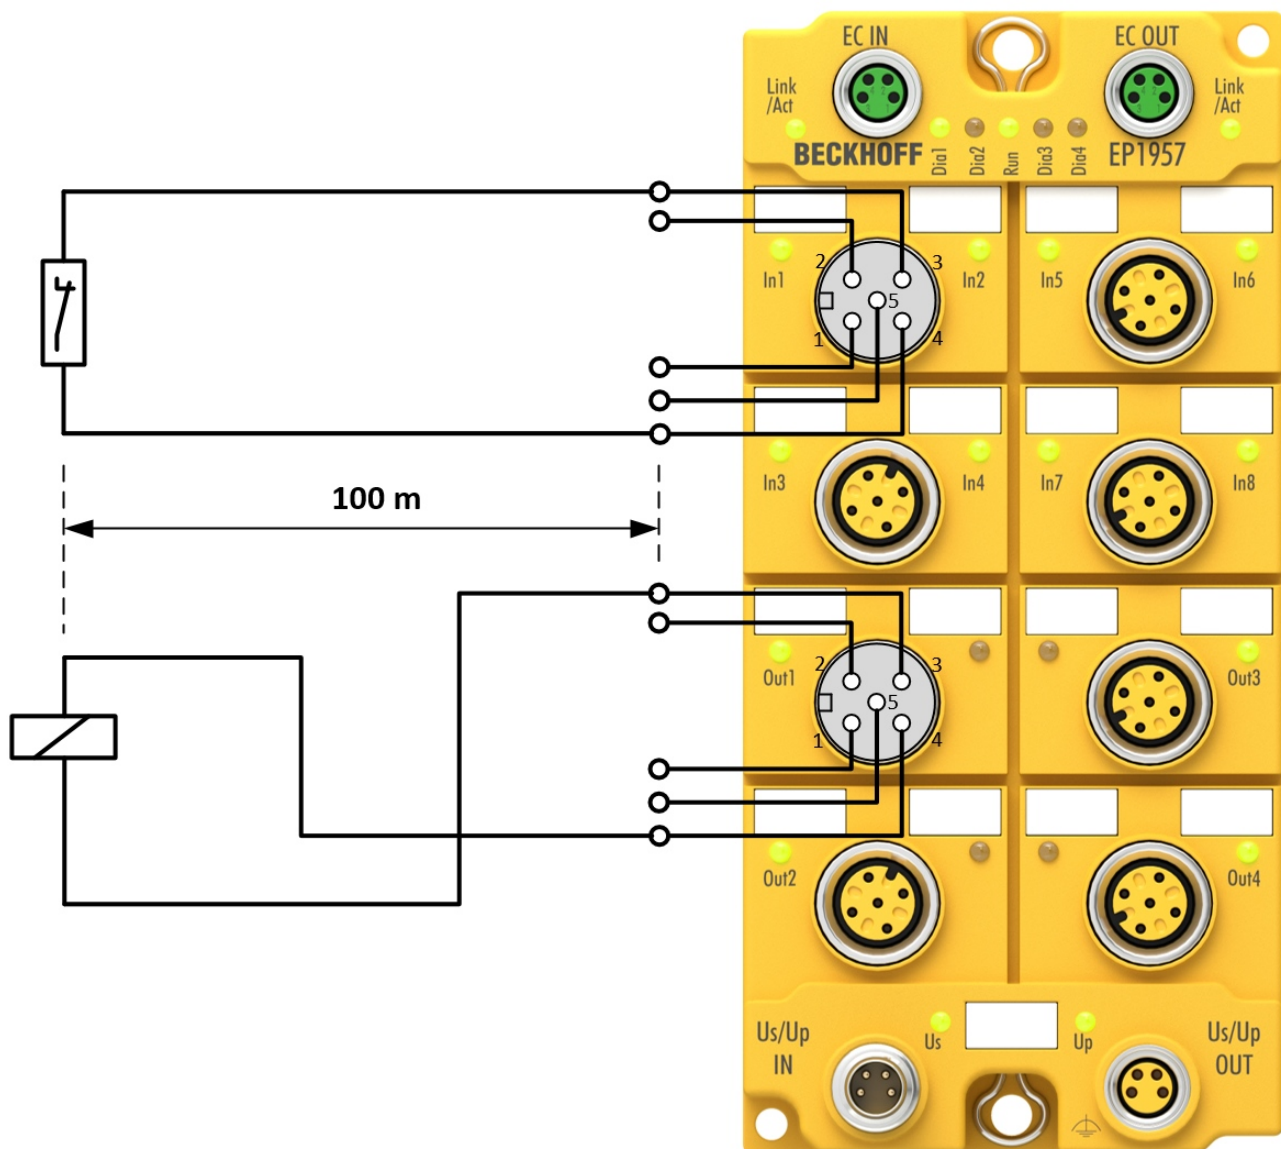 EC IN
EC OUT
Link
/Act
Link
/Act
BECKHOFF
Dia1
Dia2
Run
Dia3
Dia4
EP1957
2
3
In1
5
In2
In5
In6
1
4
In3
In4
In7
In8
100 m
2
3
Out1
5
Out3
1
4
Out2
Out4
Us/Up
IN
Us
Up
Us/Up
OUT